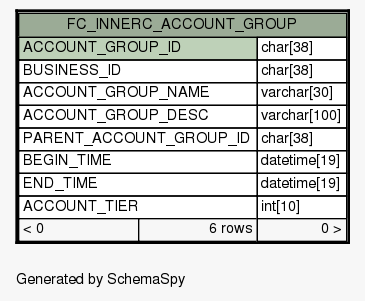 FC_INNERC_ACCOUNT_GROUP
ACCOUNT_GROUP_ID char[38]
BUSINESS_ID char[38]
ACCOUNT_GROUP_NAME varchar[30]
ACCOUNT_GROUP_DESC varchar[100]
PARENT_ACCOUNT_GROUP_ID char[38]
BEGIN_TIME datetime[19]
END_TIME datetime[19]
ACCOUNT_TIER int[10]
< 0 6 rows 0 >
Generated by SchemaSpy